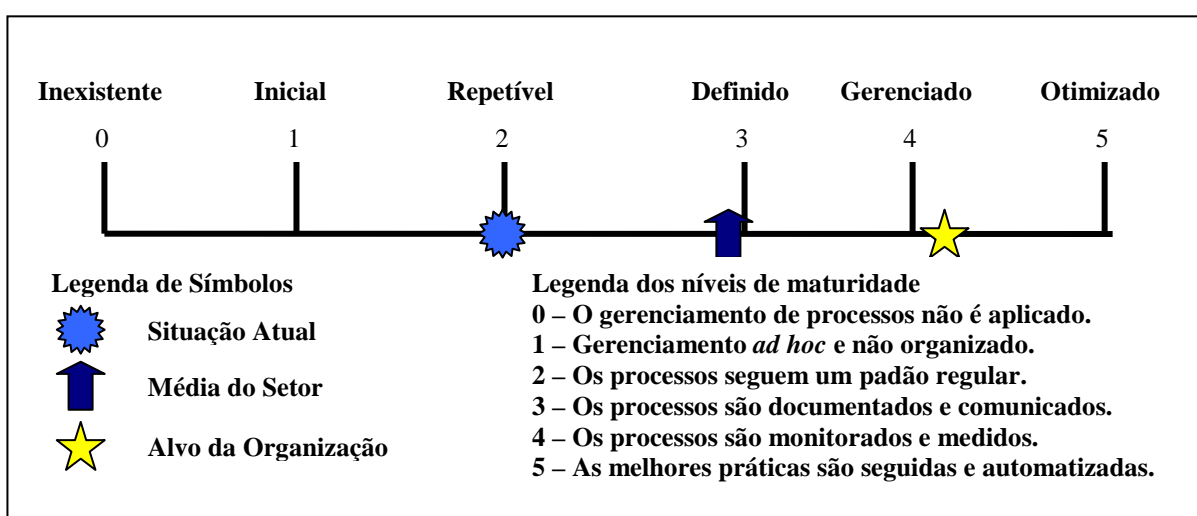 Inexistente Inicial Repetível Definido Gerenciado Otimizado
0 1 2 3 4 5
Legenda de Símbolos
Situação Atual
Média do Setor
Alvo da Organização
Legenda dos níveis de maturidade
0 – O gerenciamento de processos não é aplicado.
1 – Gerenciamento ad hoc e não organizado.
2 – Os processos seguem um padão regular.
3 – Os processos são documentados e comunicados.
4 – Os processos são monitorados e medidos.
5 – As melhores práticas são seguidas e automatizadas.